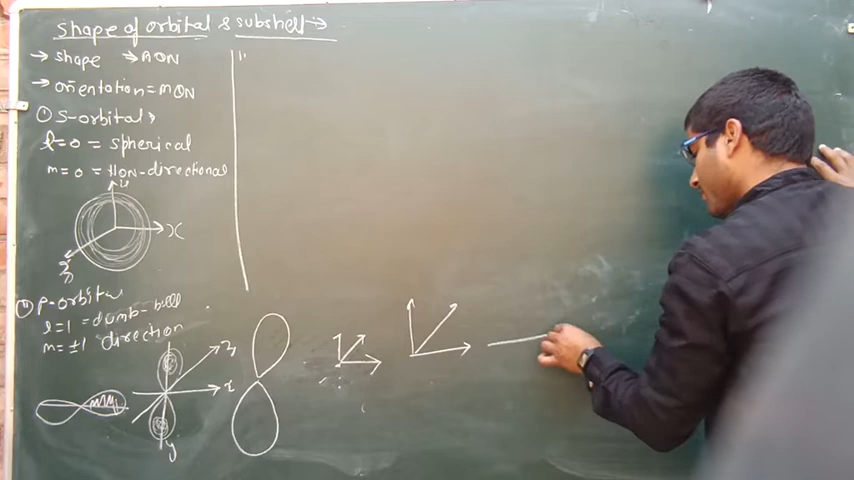 shape of orbital & subshell →
→ shape → AQN
→ orientation = MQN
① S-orbital →
l=0 = spherical
m=0 = Non-directional
y
x
z
② P-orbital
l=1 = dumb-bell
m=±1 direction
z
x
y